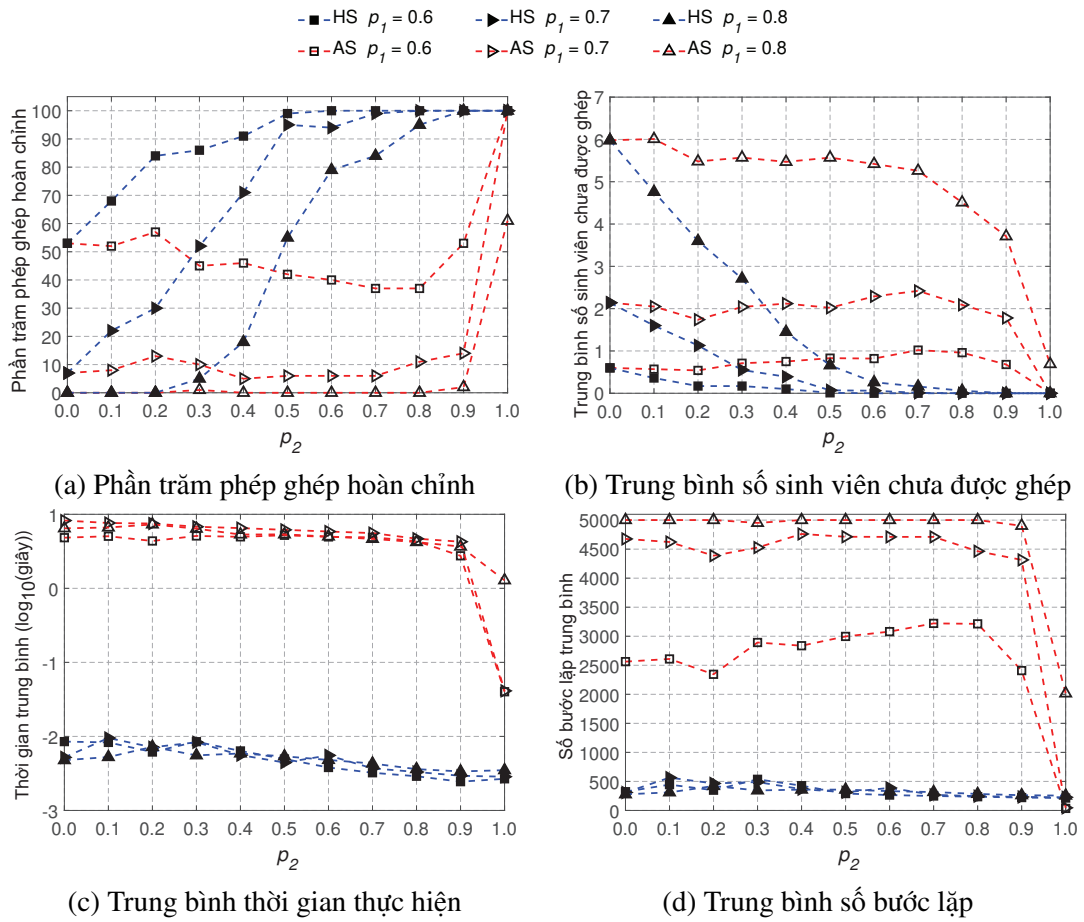 HS p1 = 0.6 HS p1 = 0.7 HS p1 = 0.8
AS p1 = 0.6 AS p1 = 0.7 AS p1 = 0.8
Phần trăm phép ghép hoàn chỉnh
100
90
80
70
60
50
40
30
20
10
0
0.0 0.1 0.2 0.3 0.4 0.5 0.6 0.7 0.8 0.9 1.0
p2
(a) Phần trăm phép ghép hoàn chỉnh
Trung bình số sinh viên chưa được ghép
7
6
5
4
3
2
1
0
0.0 0.1 0.2 0.3 0.4 0.5 0.6 0.7 0.8 0.9 1.0
p2
(b) Trung bình số sinh viên chưa được ghép
Thời gian trung bình (log10(giây))
1
0
-1
-2
-3
0.0 0.1 0.2 0.3 0.4 0.5 0.6 0.7 0.8 0.9 1.0
p2
(c) Trung bình thời gian thực hiện
Số bước lặp trung bình
5000
4500
4000
3500
3000
2500
2000
1500
1000
500
0
0.0 0.1 0.2 0.3 0.4 0.5 0.6 0.7 0.8 0.9 1.0
p2
(d) Trung bình số bước lặp